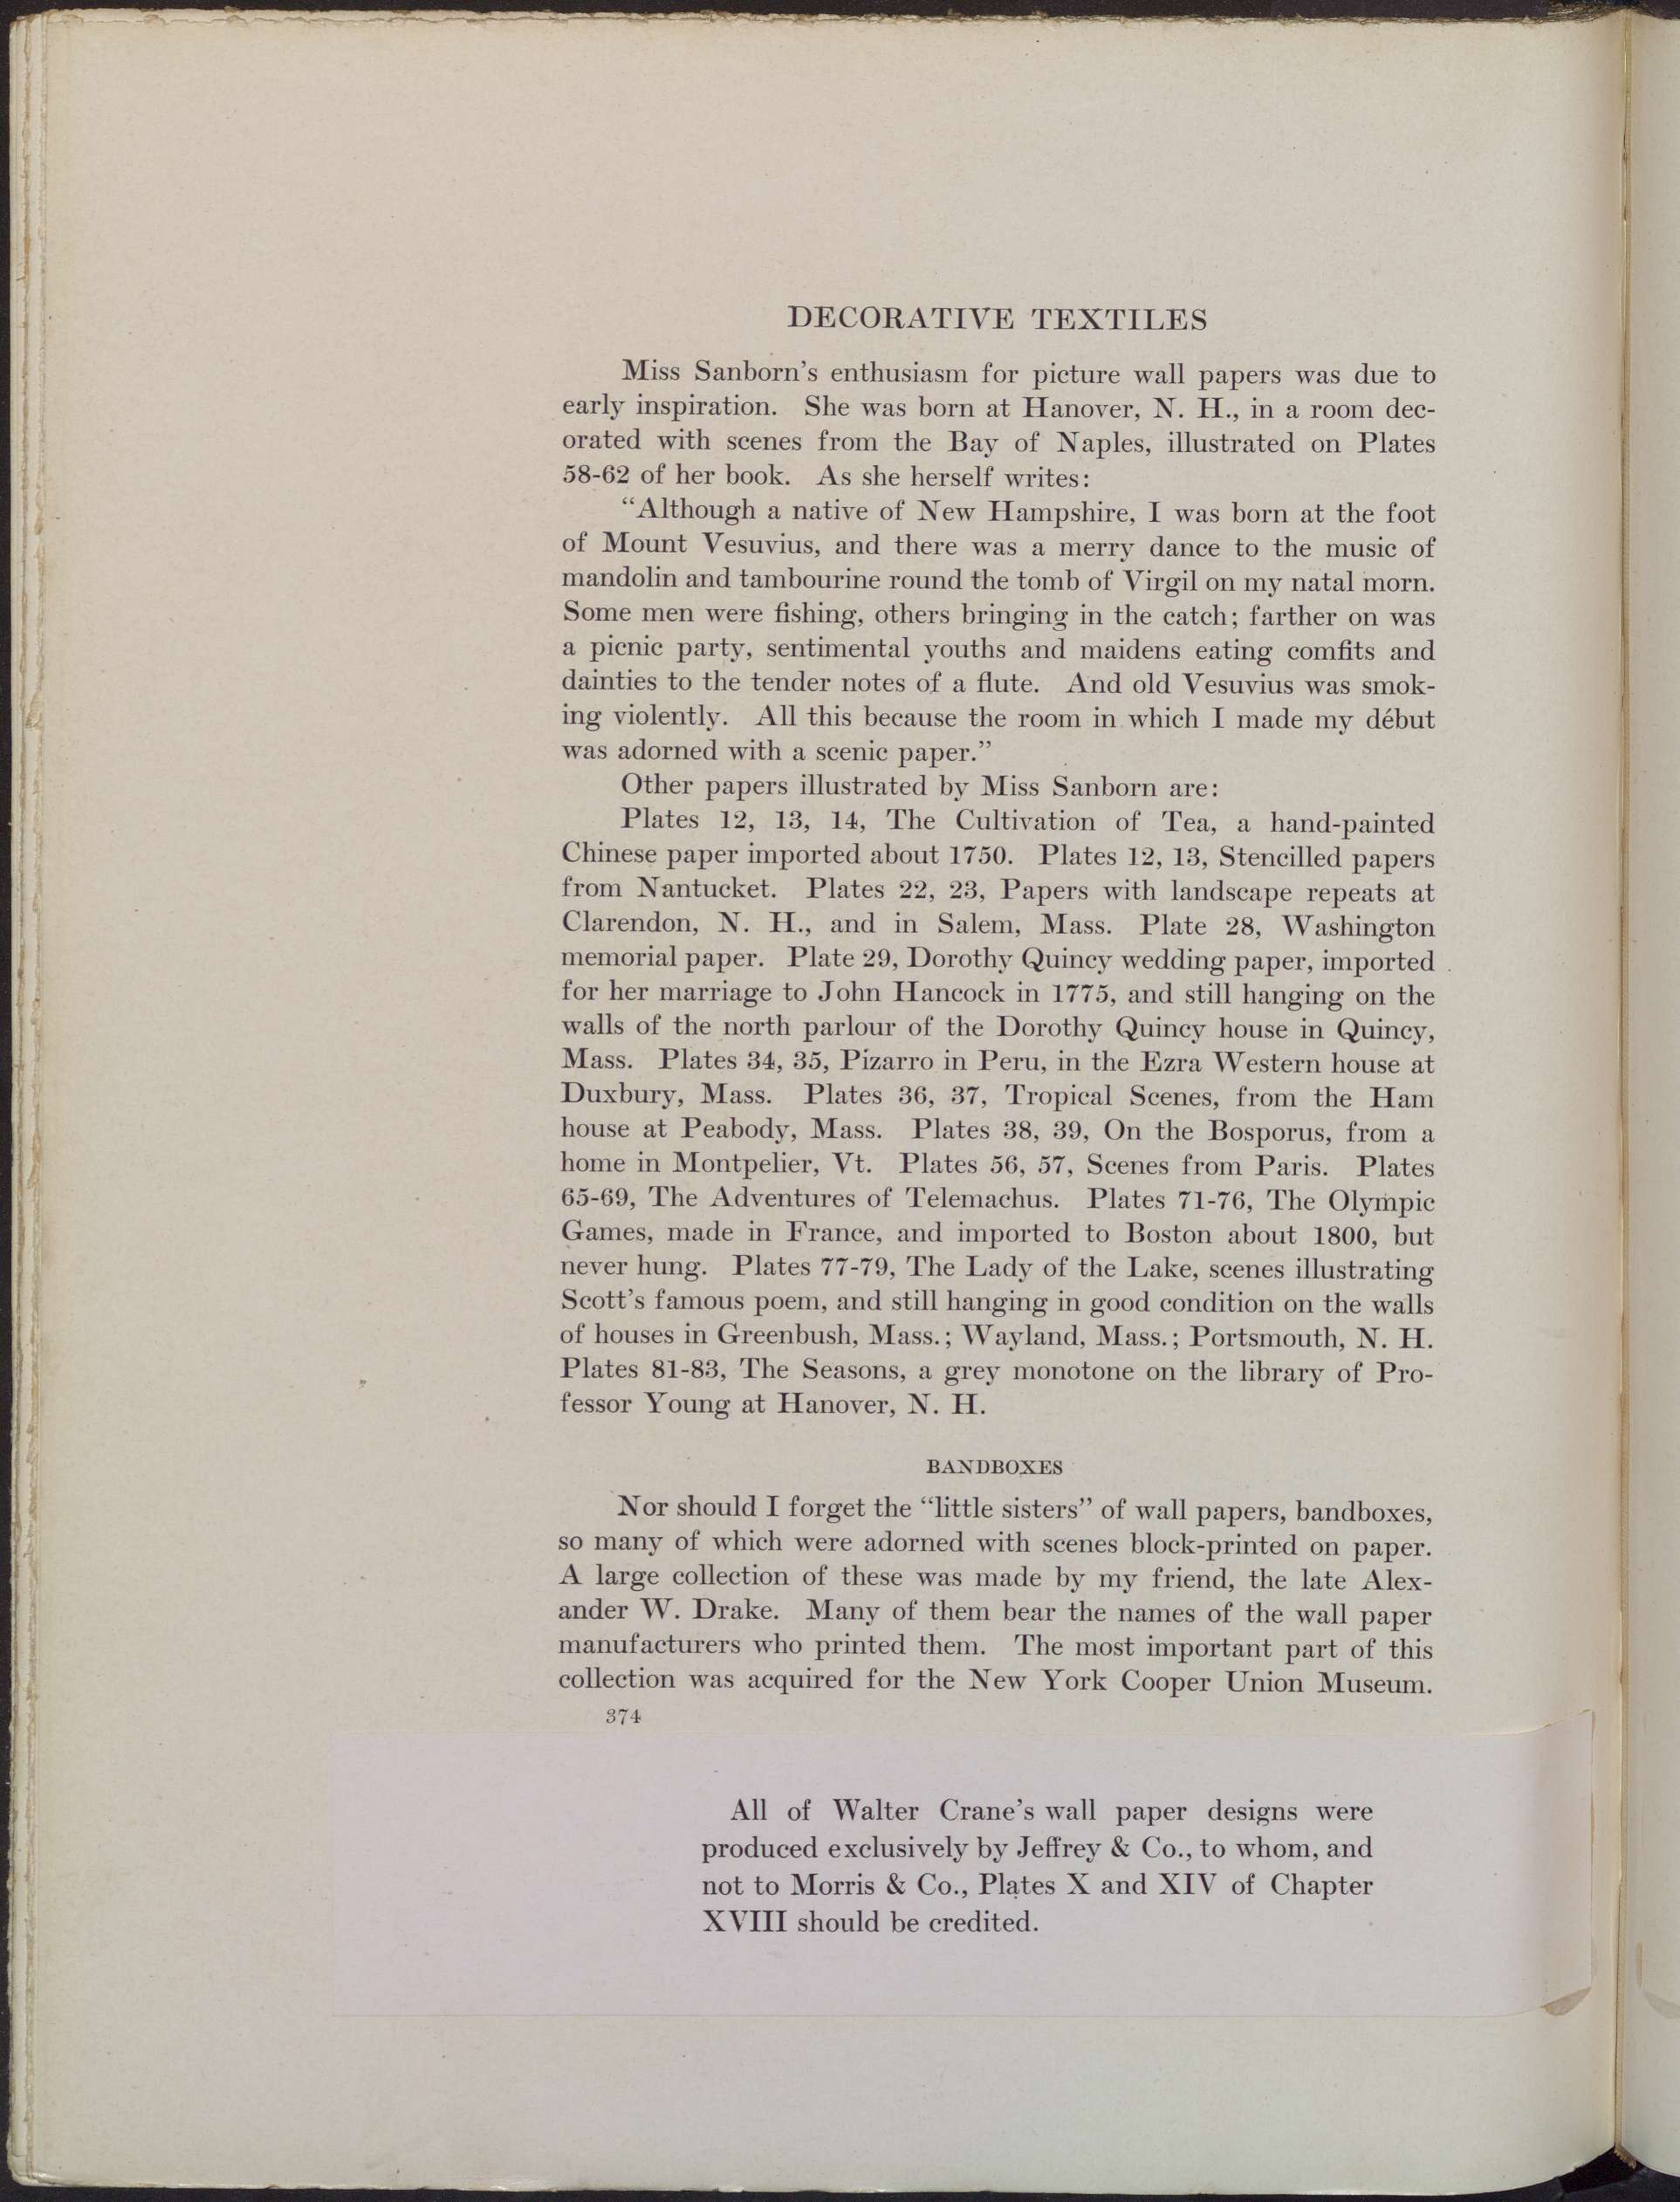 DECORATIVE TEXTILES
Miss Sanborn's enthusiasm for picture wall papers was due to
early inspiration. She was born at Hanover, N. H., in a room dec-
orated with scenes from the Bay of Naples, illustrated on Plates
58-62 of her book. As she herself writes:
“Although a native of New Hampshire, I was born at the foot
of Mount Vesuvius, and there was a merry dance to the music of
mandolin and tambourine round the tomb of Virgil on my natal morn.
Some men were fishing, others bringing in the catch; farther on was
a picnic party, sentimental youths and maidens eating comfits and
dainties to the tender notes of a flute. And old Vesuvius was smok-
ing violently. All this because the room in which I made my début
was adorned with a scenic paper.”
Other papers illustrated by Miss Sanborn are:
Plates 12, 13, 14, The Cultivation of Tea, a hand-painted
Chinese paper imported about 1750. Plates 12, 13, Stencilled papers
from Nantucket. Plates 22, 23, Papers with landscape repeats at
Clarendon, N. H., and in Salem, Mass. Plate 28, Washington
memorial paper. Plate 29, Dorothy Quincy wedding paper, imported
for her marriage to John Hancock in 1775, and still hanging on the
walls of the north parlour of the Dorothy Quincy house in Quincy,
Mass. Plates 34, 35, Pizarro in Peru, in the Ezra Western house at
Duxbury, Mass. Plates 36, 37, Tropical Scenes, from the Ham
house at Peabody, Mass. Plates 38, 39, On the Bosporus, from a
home in Montpelier, Vt. Plates 56, 57, Scenes from Paris. Plates
65-69, The Adventures of Telemachus. Plates 71-76, The Olympic
Games, made in France, and imported to Boston about 1800, but
never hung. Plates 77-79, The Lady of the Lake, scenes illustrating
Scott's famous poem, and still hanging in good condition on the walls
of houses in Greenbush, Mass.; Wayland, Mass.; Portsmouth, N. H.
Plates 81-83, The Seasons, a grey monotone on the library of Pro-
fessor Young at Hanover, N. H.
BANDBOXES
Nor should I forget the “little sisters” of wall papers, bandboxes,
so many of which were adorned with scenes block-printed on paper.
A large collection of these was made by my friend, the late Alex-
ander W. Drake. Many of them bear the names of the wall paper
manufacturers who printed them. The most important part of this
collection was acquired for the New York Cooper Union Museum.
374
All of Walter Crane's wall paper designs were
produced exclusively by Jeffrey & Co., to whom, and
not to Morris & Co., Plates X and XIV of Chapter
XVIII should be credited.